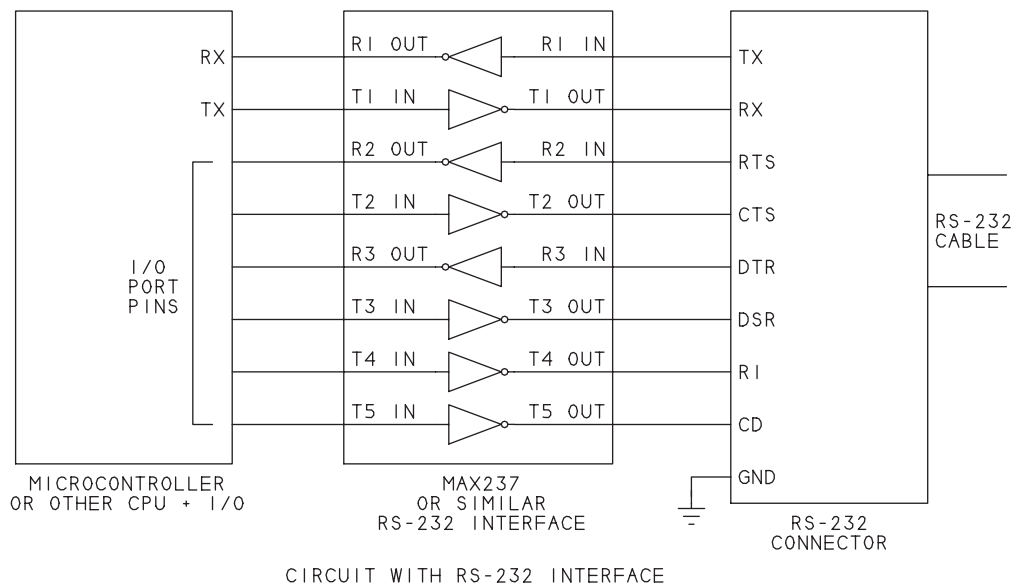 RX R1 OUT R1 IN TX
TX T1 IN T1 OUT RX
R2 OUT R2 IN RTS
T2 IN T2 OUT CTS
R3 OUT R3 IN DTR
T3 IN T3 OUT DSR
T4 IN T4 OUT RI
T5 IN T5 OUT CD
GND
I/O
PORT
PINS
RS-232
CABLE
MICROCONTROLLER
OR OTHER CPU + I/O
MAX237
OR SIMILAR
RS-232 INTERFACE
RS-232
CONNECTOR
CIRCUIT WITH RS-232 INTERFACE